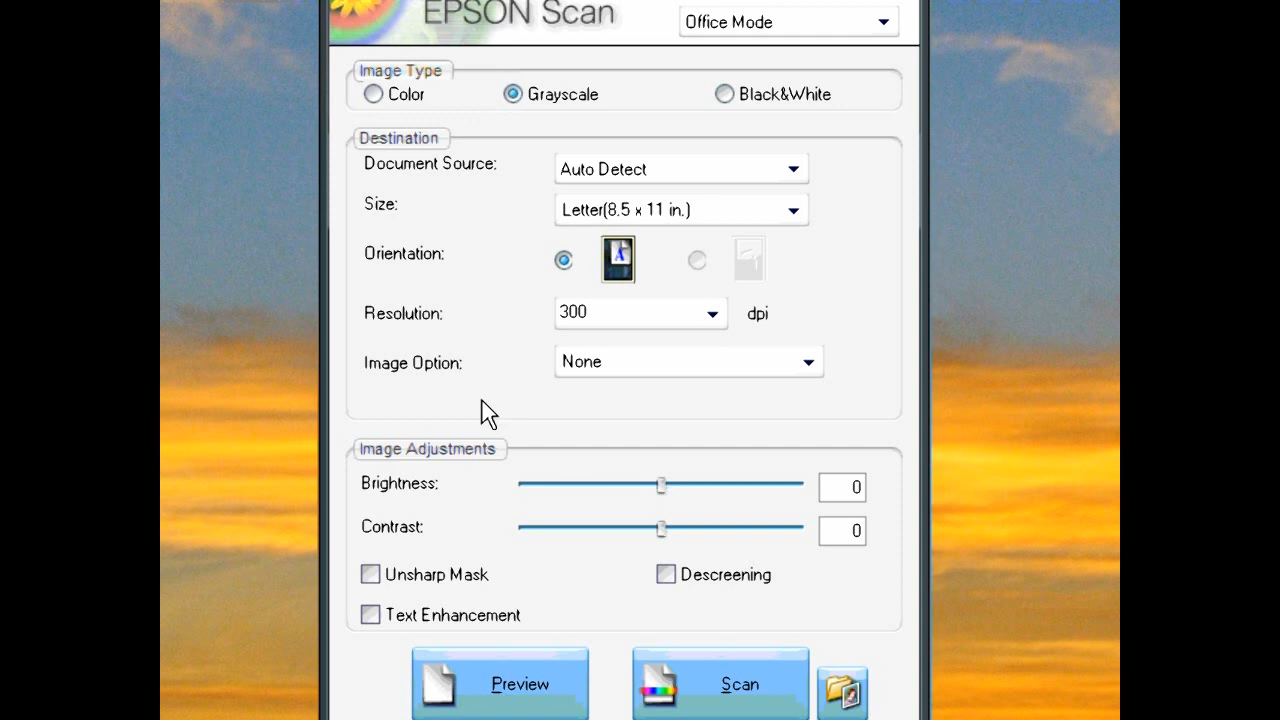 EPSON Scan
Office Mode
Image Type
Color Grayscale Black&White
Destination
Document Source: Auto Detect
Size: Letter(8.5 x 11 in.)
Orientation: A
Resolution: 300 dpi
Image Option: None
Image Adjustments
Brightness: 0
Contrast: 0
Unsharp Mask Descreening
Text Enhancement
Preview Scan